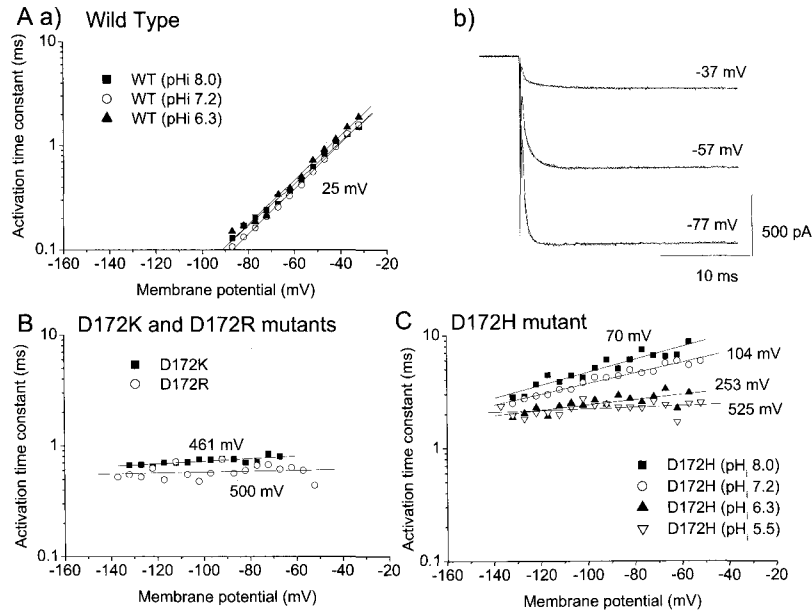 A a) Wild Type
Activation time constant (ms)
10
1
0.1
WT (pHi 8.0)
WT (pHi 7.2)
WT (pHi 6.3)
25 mV
-160 -140 -120 -100 -80 -60 -40 -20
Membrane potential (mV)
b)
-37 mV
-57 mV
-77 mV
500 pA
10 ms
B D172K and D172R mutants
Activation time constant (ms)
10
1
0.1
D172K
D172R
461 mV
500 mV
-160 -140 -120 -100 -80 -60 -40 -20
Membrane potential (mV)
C D172H mutant
Activation time constant (ms)
10
1
0.1
70 mV
104 mV
253 mV
525 mV
D172H (pHi 8.0)
D172H (pHi 7.2)
D172H (pHi 6.3)
D172H (pHi 5.5)
-160 -140 -120 -100 -80 -60 -40 -20
Membrane potential (mV)